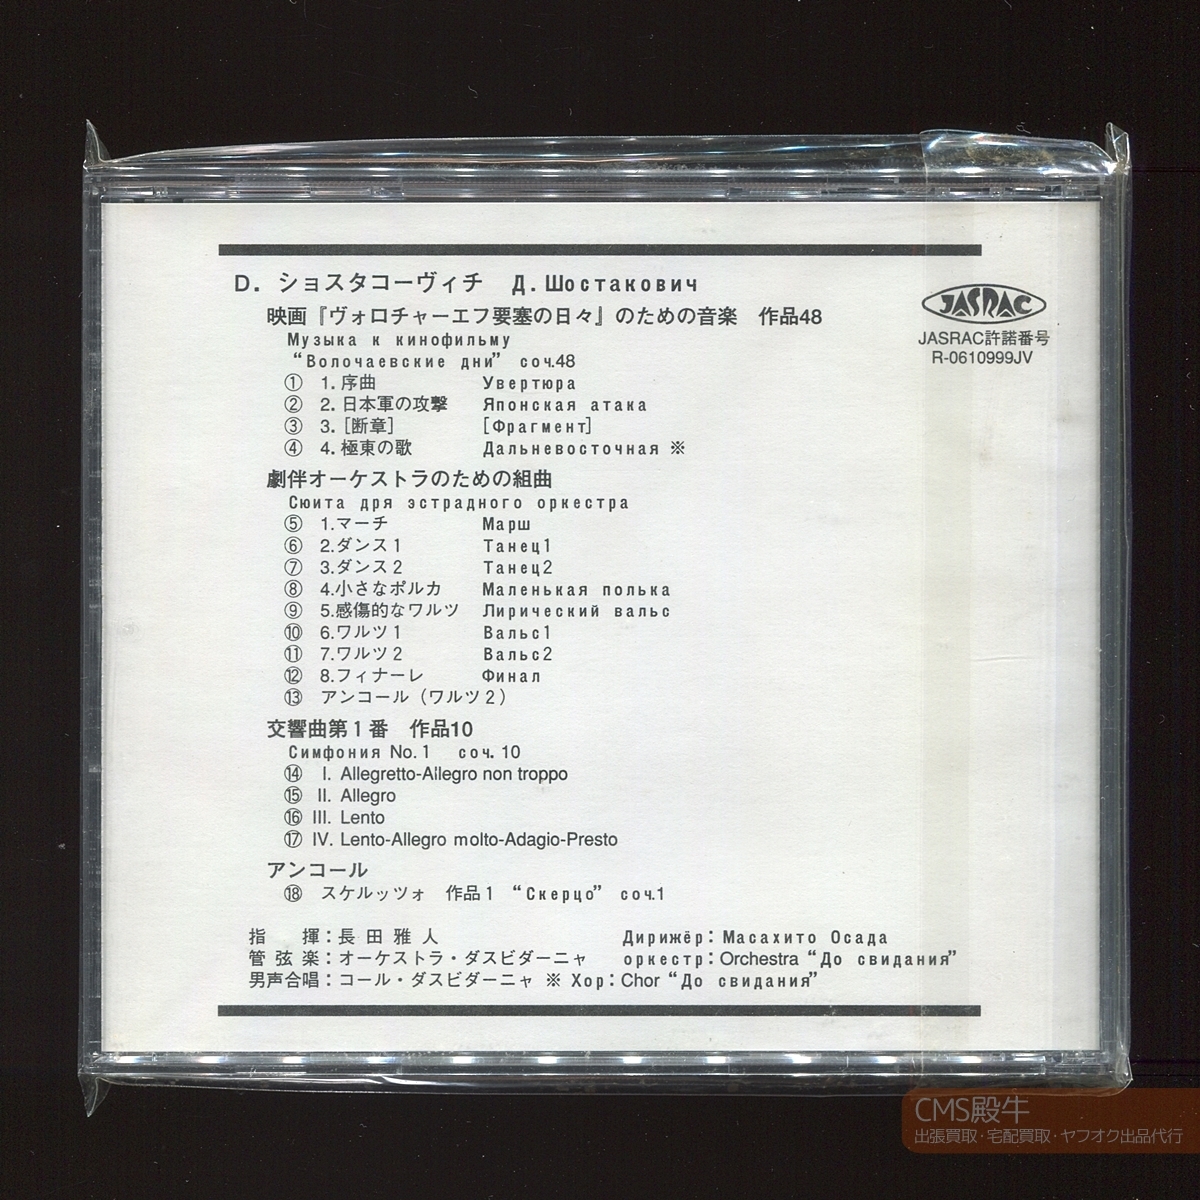 D. ショスタコーヴィチ Д. Шостакович
映画『ヴォロチャーエフ要塞の日々』のための音楽 作品48
Музыка к кинофильму
“Волочаевские дни” соч.48
① 1. 序曲 Увертюра
② 2. 日本軍の攻撃 Японская атака
③ 3. [断章] [Фрагмент]
④ 4. 極東の歌 Дальневосточная ※
劇伴オーケストラのための組曲
Сюита дря эстрадного оркестра
⑤ 1.マーチ Марш
⑥ 2.ダンス1 Танец1
⑦ 3.ダンス2 Танец2
⑧ 4.小さなポルカ Маленькая полька
⑨ 5.感傷的なワルツ Лирический вальс
⑩ 6.ワルツ1 Вальс1
⑪ 7.ワルツ2 Вальс2
⑫ 8.フィナーレ Финал
⑬ アンコール（ワルツ2）
交響曲第1番 作品10
Симфония No.1 соч.10
⑭ I. Allegretto-Allegro non troppo
⑮ II. Allegro
⑯ III. Lento
⑰ IV. Lento-Allegro molto-Adagio-Presto
アンコール
⑱ スケルッツォ 作品1 “Скерцо” соч.1
指 揮：長田雅人 Дирижёр：Масахито Осада
管弦楽：オーケストラ・ダスビダーニャ оркестр：Orchestra “До свидания”
男声合唱：コール・ダスビダーニャ ※ Хор：Chor “До свидания”
JASRAC
JASRAC許諾番号
R-0610999JV
CMS殿牛
出張買取・宅配買取・ヤフオク出品代行